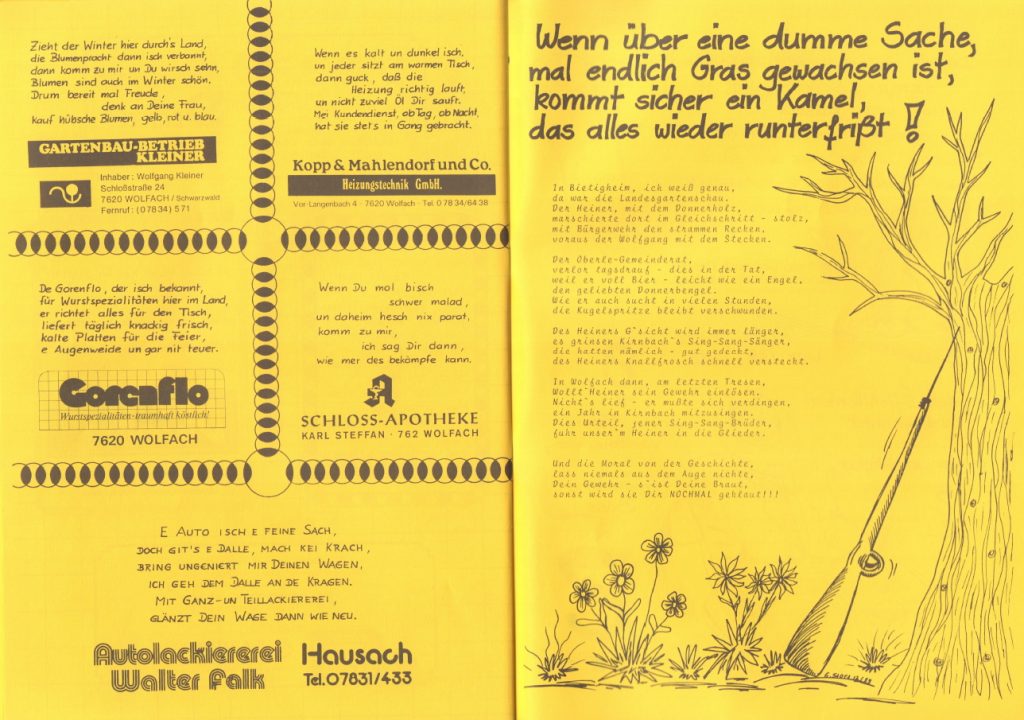 Zieht der Winter hier durch's Land,
die Blumenpracht dann isch verbannt,
dann komm zu mir un Du wirsch sehn,
Blumen sind auch im Winter schön.
Drum bereit mal Freude,
denk an Deine Frau,
kauf hübsche Blumen, gelb, rot u. blau.
GARTENBAU-BETRIEB
KLEINER
Inhaber: Wolfgang Kleiner
Schloßstraße 24
7620 WOLFACH / Schwarzwald
Fernruf: (07834) 571
Wenn es kalt un dunkel isch,
un jeder sitzt am warmen Tisch,
dann guck, daß die
Heizung richtig lauft,
un nicht zuviel Öl Dir sauft.
Mei Kundendienst, ob Tag, ob Nacht,
hat sie stets in Gang gebracht.
Kopp & Mahlendorf und Co.
Heizungstechnik GmbH.
Vor Langenbach 4 · 7620 Wolfach · Tel. 0 78 34/64 38
De Gorenflo, der isch bekannt,
für Wurstspezialitäten hier im Land,
er richtet alles für den Tisch,
liefert täglich knackig frisch,
kalte Platten für die Feier,
e Augenweide un gar nit teuer.
Gorenflo
Wurstspezialitäten - traumhaft köstlich!
7620 WOLFACH
Wenn Du mol bisch
schwer malad,
un daheim hesch nix parat,
komm zu mir,
ich sag Dir dann,
wie mer des bekämpfe kann.
SCHLOSS-APOTHEKE
KARL STEFFAN · 762 WOLFACH
E AUTO ISCH E FEINE SACH,
DOCH GIT'S E DALLE, MACH KEI KRACH,
BRING UNGENIERT MIR DEINEN WAGEN,
ICH GEH DEM DALLE AN DE KRAGEN.
MIT GANZ-UN TEILLACKIEREREI,
GLÄNZT DEIN WAGE DANN WIE NEU.
Autolackiererei
Walter Falk
Hausach
Tel. 07831/433
Wenn über eine dumme Sache,
mal endlich Gras gewachsen ist,
kommt sicher ein Kamel,
das alles wieder runterfrißt !
In Bietigheim, ich weiß genau,
da war die Landesgartenschau.
Der Heiner, mit dem Donnerholz,
marschierte dort im Gleichschritt - stolz,
mit Bürgerwehr den strammen Recken,
voraus der Wolfgang mit dem Stecken.
Der Oberle-Gemeinderat,
verlor tagsdrauf - dies in der Tat,
weil er voll Bier - leicht wie ein Engel,
den geliebten Donnerbengel.
Wie er auch sucht in vielen Stunden,
die Kugelspritze bleibt verschwunden.
Des Heiners G`sicht wird immer länger,
es grinsen Kirnbach`s Sing-Sang-Sänger,
die hatten nämlich - gut gedeckt,
des Heiners Knallfrosch schnell versteckt.
In Wolfach dann, am letzten Tresen,
Wollt`Heiner sein Gewehr einlösen.
Nicht`s lief - er mußte sich verdingen,
ein Jahr in Kirnbach mitzusingen.
Dies Urteil, jener Sing-Sang-Brüder,
fuhr unser`m Heiner in die Glieder.
Und die Moral von der Geschichte,
lass niemals aus dem Auge nichte,
Dein Gewehr - s`ist Deine Braut,
sonst wird sie Dir NOCHMAL geklaut!!!